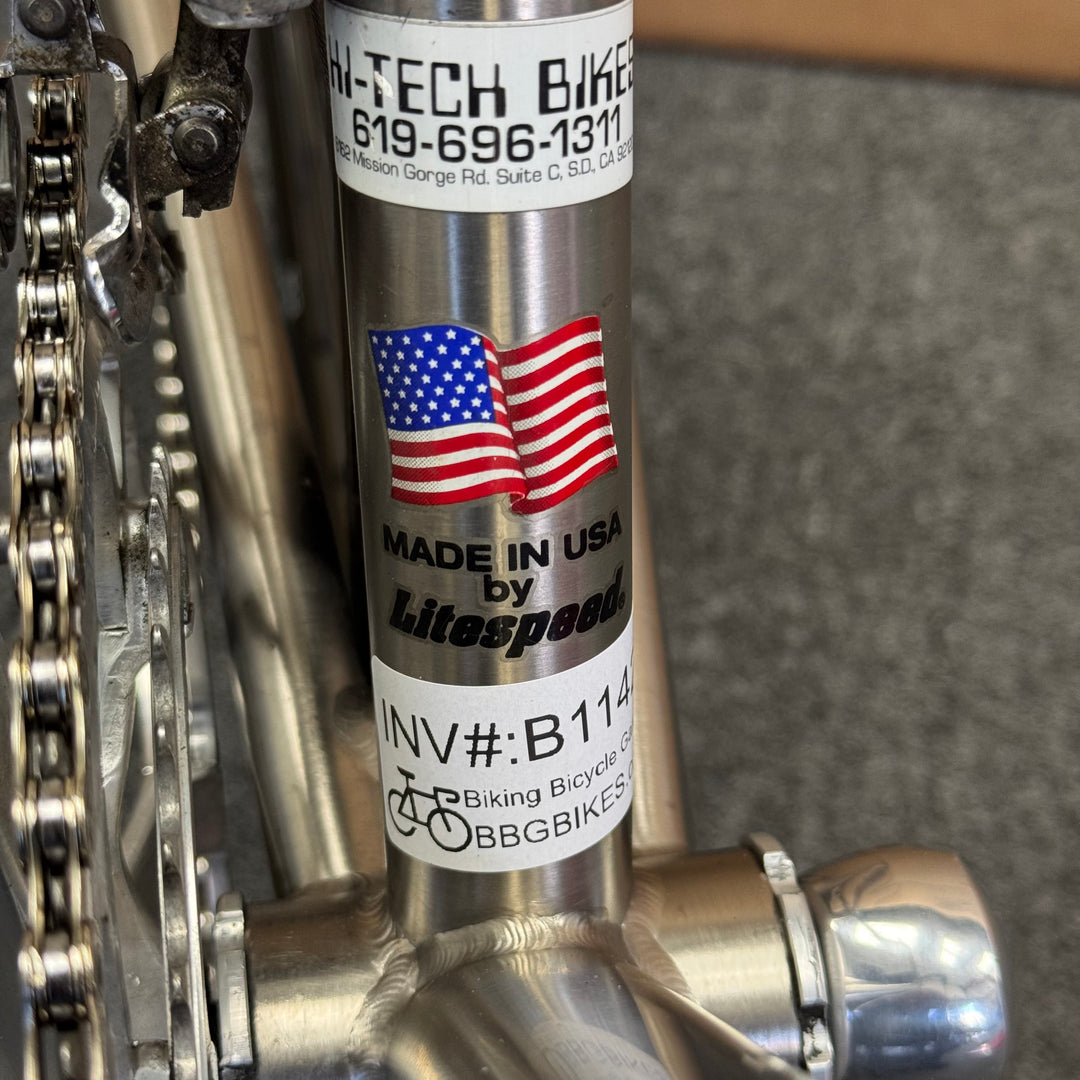 HI-TECH BIKES
619-696-1311
Mission Gorge Rd. Suite C, S.D., CA
MADE IN USA
by
Litespeed®
INV#:B114
Biking Bicycle
BBGBIKES.